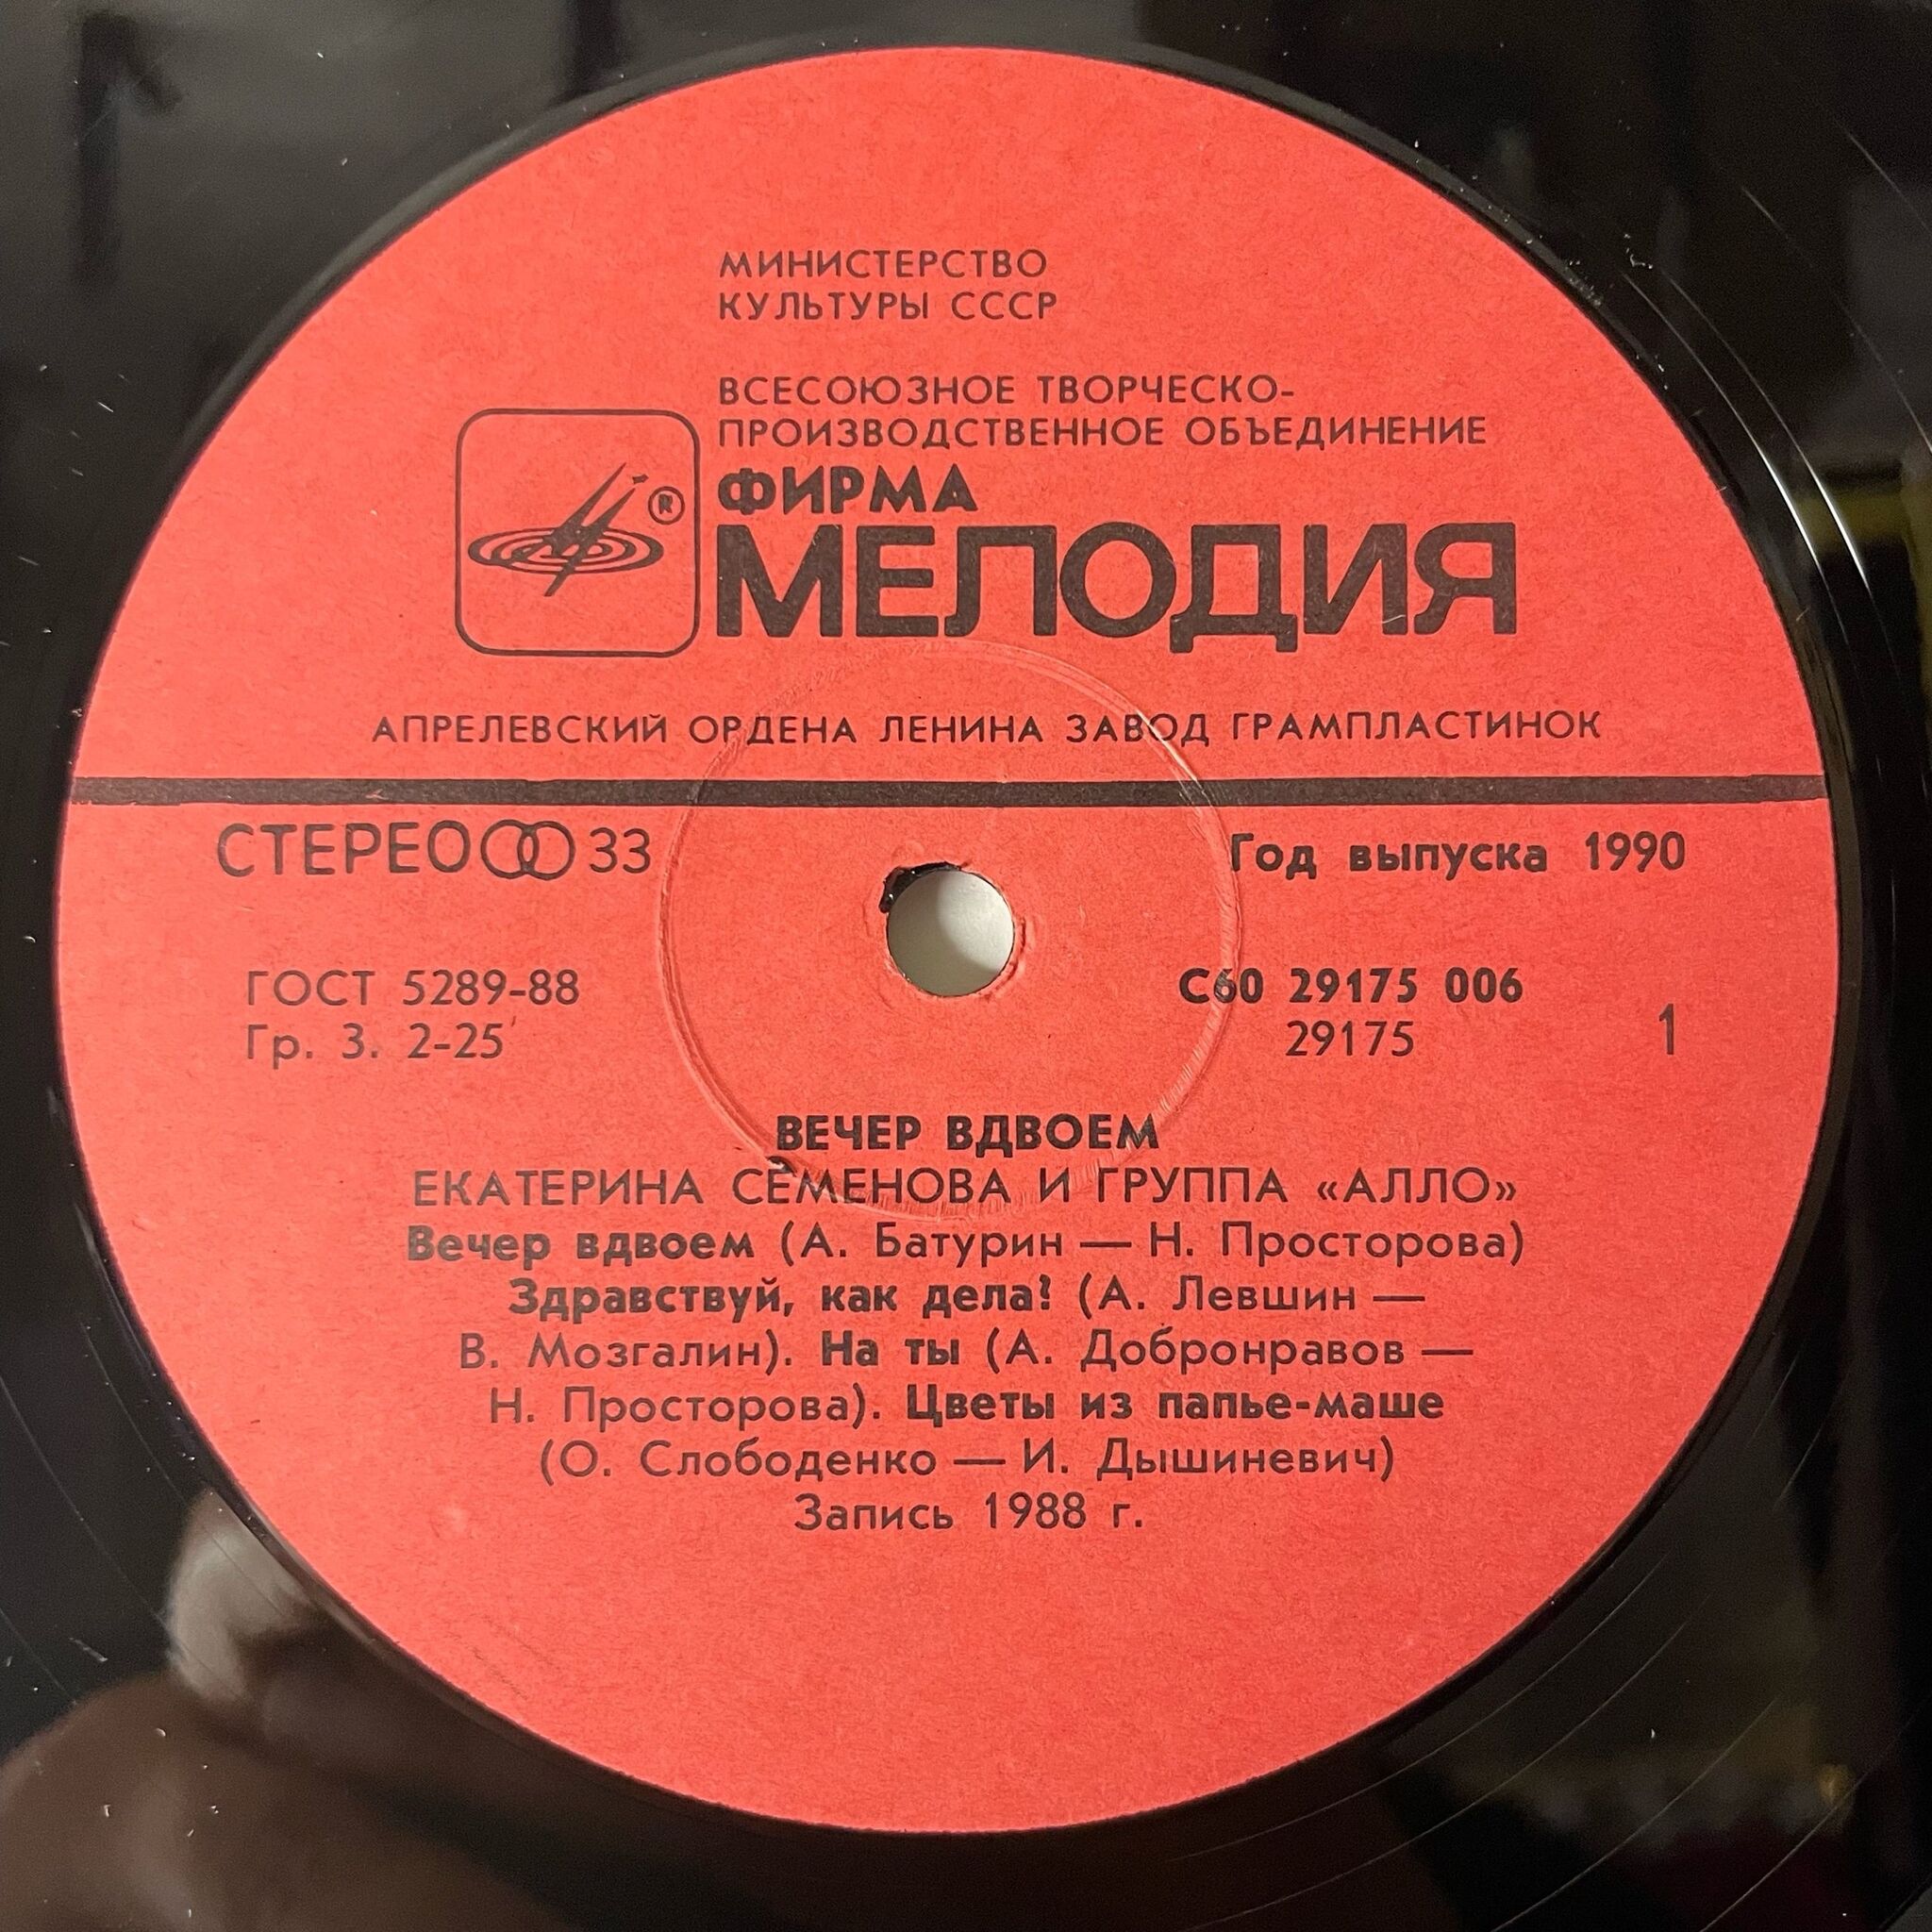 МИНИСТЕРСТВО
КУЛЬТУРЫ СССР
ВСЕСОЮЗНОЕ ТВОРЧЕСКО-
ПРОИЗВОДСТВЕННОЕ ОБЪЕДИНЕНИЕ
ФИРМА
®
МЕЛОДИЯ
АПРЕЛЕВСКИЙ ОРДЕНА ЛЕНИНА ЗАВОД ГРАМПЛАСТИНОК
СТЕРЕО 33
Год выпуска 1990
ГОСТ 5289-88
Гр. 3. 2-25
С60 29175 006
29175
1
ВЕЧЕР ВДВОЕМ
ЕКАТЕРИНА СЕМЕНОВА И ГРУППА «АЛЛО»
Вечер вдвоем (А. Батурин — Н. Просторова)
Здравствуй, как дела? (А. Левшин —
В. Мозгалин). На ты (А. Добронравов —
Н. Просторова). Цветы из папье-маше
(О. Слободенко — И. Дышиневич)
Запись 1988 г.